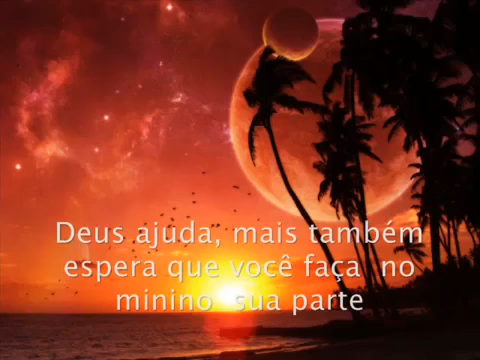 Deus ajuda, mais também
espera que você faça  no
minino  sua parte